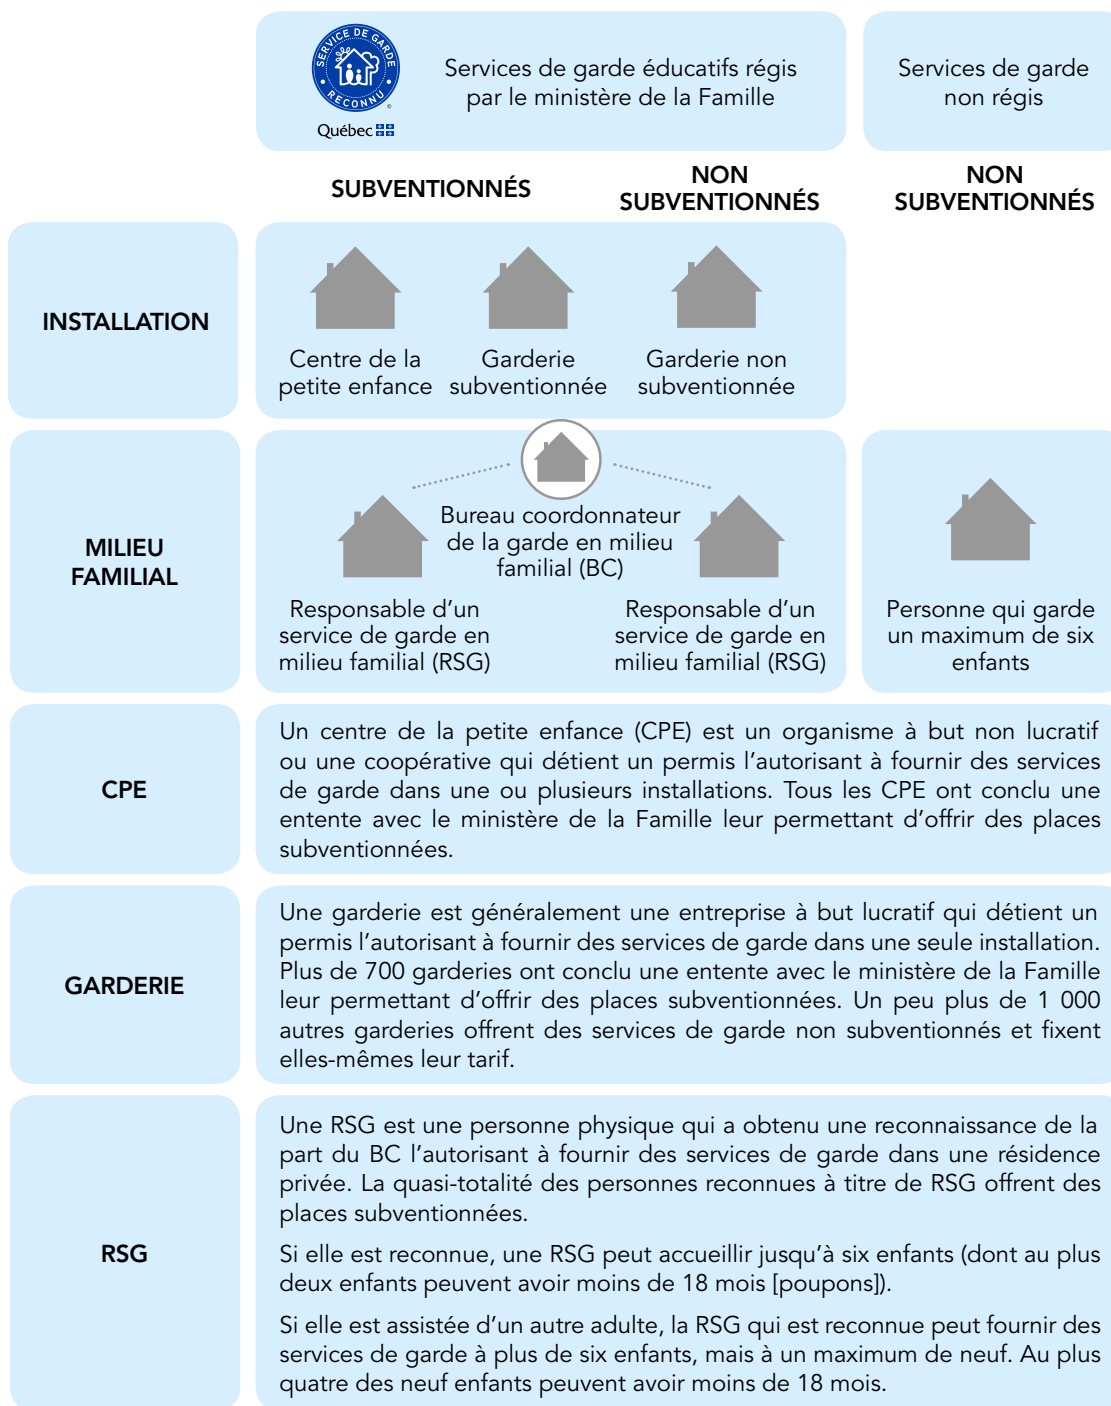 SERVICE DE GARDE
RECONNU
©
Québec
Services de garde éducatifs régis
par le ministère de la Famille
Services de garde
non régis
SUBVENTIONNÉS
NON
SUBVENTIONNÉS
NON
SUBVENTIONNÉS
INSTALLATION
Centre de la
petite enfance
Garderie
subventionnée
Garderie non
subventionnée
MILIEU
FAMILIAL
Bureau coordonnateur
de la garde en milieu
familial (BC)
Responsable d’un
service de garde en
milieu familial (RSG)
Responsable d’un
service de garde en
milieu familial (RSG)
Personne qui garde
un maximum de six
enfants
CPE
Un centre de la petite enfance (CPE) est un organisme à but non lucratif
ou une coopérative qui détient un permis l’autorisant à fournir des services
de garde dans une ou plusieurs installations. Tous les CPE ont conclu une
entente avec le ministère de la Famille leur permettant d’offrir des places
subventionnées.
GARDERIE
Une garderie est généralement une entreprise à but lucratif qui détient un
permis l’autorisant à fournir des services de garde dans une seule installation.
Plus de 700 garderies ont conclu une entente avec le ministère de la Famille
leur permettant d’offrir des places subventionnées. Un peu plus de 1 000
autres garderies offrent des services de garde non subventionnés et fixent
elles-mêmes leur tarif.
RSG
Une RSG est une personne physique qui a obtenu une reconnaissance de la
part du BC l’autorisant à fournir des services de garde dans une résidence
privée. La quasi-totalité des personnes reconnues à titre de RSG offrent des
places subventionnées.
Si elle est reconnue, une RSG peut accueillir jusqu’à six enfants (dont au plus
deux enfants peuvent avoir moins de 18 mois [poupons]).
Si elle est assistée d’un autre adulte, la RSG qui est reconnue peut fournir des
services de garde à plus de six enfants, mais à un maximum de neuf. Au plus
quatre des neuf enfants peuvent avoir moins de 18 mois.